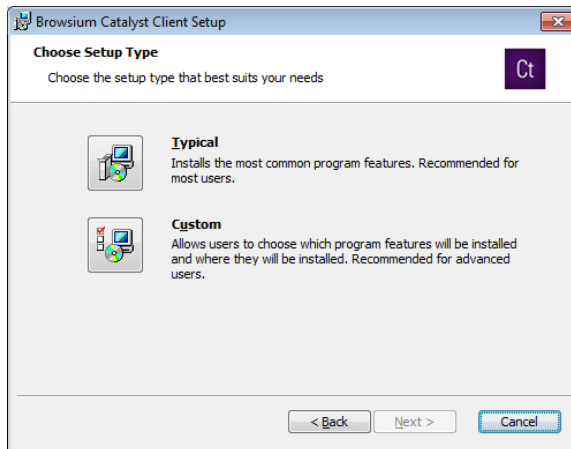 Browsium Catalyst Client Setup
Choose Setup Type
Choose the setup type that best suits your needs
Ct
Typical
Installs the most common program features. Recommended for
most users.
Custom
Allows users to choose which program features will be installed
and where they will be installed. Recommended for advanced
users.
< Back Next > Cancel